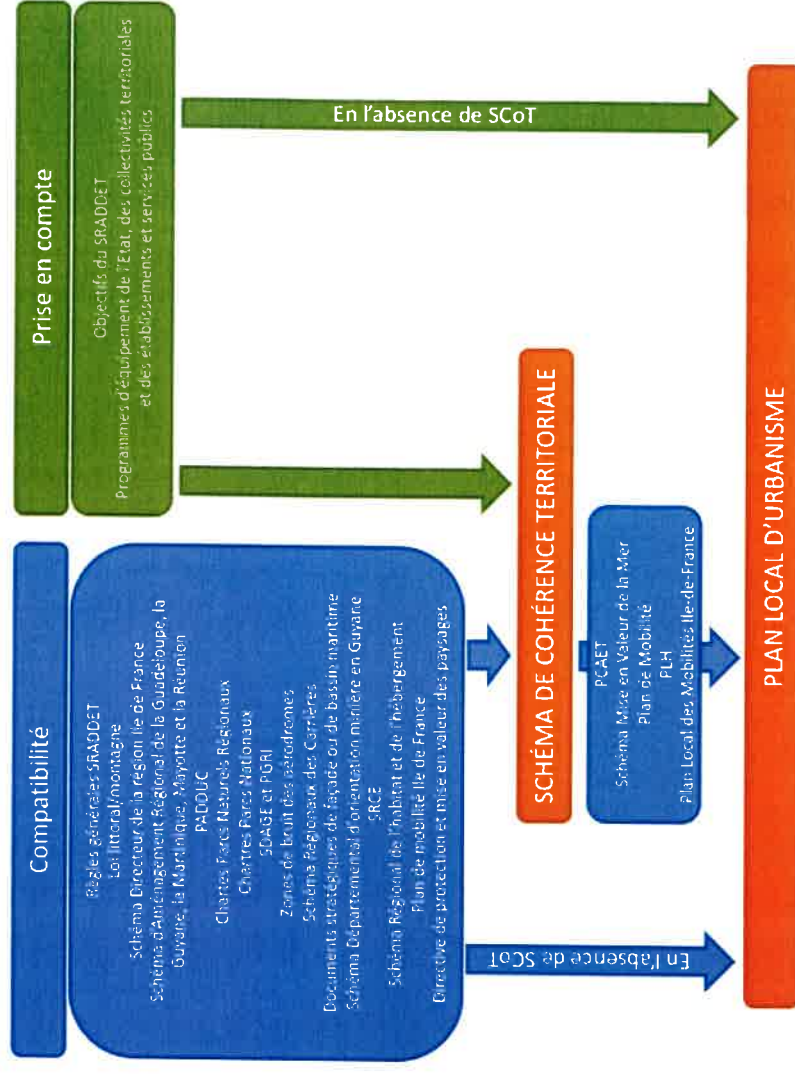 Compatibilité
Règles générales SRADDET
Loi littoral/montagne
Schéma Directeur de la région Ile de France
Schéma d'Aménagement Régional de la Guadeloupe, la
Guyane, la Martinique, Mayotte et la Réunion
PADDUC
Chartes Parcs Naturels Régionaux
Chartres Parcs Nationaux
SDAGE et PGRI
Zones de bruit des aérodromes
Schéma Régionaux des Carrières
Documents stratégiques de façade ou de bassin maritime
Schéma Départemental d'orientation minière en Guyane
SRCE
Schéma Régional de l'habitat et de l'hébergement
Plan de mobilité Ile de France
Directive de protection et mise en valeur des paysages
En l'absence de SCoT
Prise en compte
Objectifs du SRADDET
Programmes d'équipement de l'Etat, des collectivités territoriales
et des établissements et services publics
En l'absence de SCoT
SCHÉMA DE COHÉRENCE TERRITORIALE
PCAET
Schéma Mise en Valeur de la Mer
Plan de Mobilité
PLH
Plan Local des Mobilités Ile-de-France
PLAN LOCAL D'URBANISME